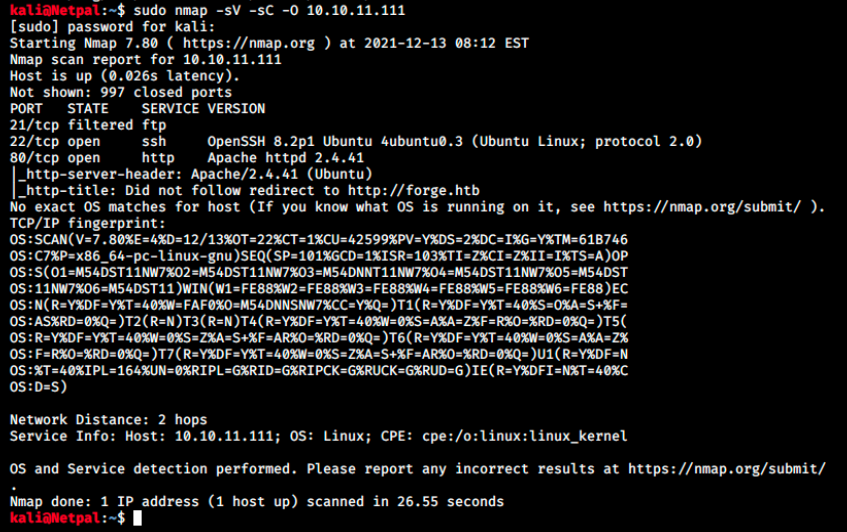 kali@Netpal:~$ sudo nmap -sV -sC -O 10.10.11.111
[sudo] password for kali:
Starting Nmap 7.80 ( https://nmap.org ) at 2021-12-13 08:12 EST
Nmap scan report for 10.10.11.111
Host is up (0.026s latency).
Not shown: 997 closed ports
PORT   STATE    SERVICE VERSION
21/tcp filtered ftp
22/tcp open     ssh     OpenSSH 8.2p1 Ubuntu 4ubuntu0.3 (Ubuntu Linux; protocol 2.0)
80/tcp open     http    Apache httpd 2.4.41
|_http-server-header: Apache/2.4.41 (Ubuntu)
|_http-title: Did not follow redirect to http://forge.htb
No exact OS matches for host (If you know what OS is running on it, see https://nmap.org/submit/ ).
TCP/IP fingerprint:
OS:SCAN(V=7.80%E=4%D=12/13%OT=22%CT=1%CU=42599%PV=Y%DS=2%DC=I%G=Y%TM=61B746
OS:C7%P=x86_64-pc-linux-gnu)SEQ(SP=101%GCD=1%ISR=103%TI=Z%CI=Z%II=I%TS=A)OP
OS:S(O1=M54DST11NW7%O2=M54DST11NW7%O3=M54DNNT11NW7%O4=M54DST11NW7%O5=M54DST
OS:11NW7%O6=M54DST11)WIN(W1=FE88%W2=FE88%W3=FE88%W4=FE88%W5=FE88%W6=FE88)EC
OS:N(R=Y%DF=Y%T=40%W=FAF0%O=M54DNNSNW7%CC=Y%Q=)T1(R=Y%DF=Y%T=40%S=O%A=S+%F=
OS:AS%RD=0%Q=)T2(R=N)T3(R=N)T4(R=Y%DF=Y%T=40%W=0%S=A%A=Z%F=R%O=%RD=0%Q=)T5(
OS:R=Y%DF=Y%T=40%W=0%S=Z%A=S+%F=AR%O=%RD=0%Q=)T6(R=Y%DF=Y%T=40%W=0%S=A%A=Z%
OS:F=R%O=%RD=0%Q=)T7(R=Y%DF=Y%T=40%W=0%S=Z%A=S+%F=AR%O=%RD=0%Q=)U1(R=Y%DF=N
OS:%T=40%IPL=164%UN=0%RIPL=G%RID=G%RIPCK=G%RUCK=G%RUD=G)IE(R=Y%DFI=N%T=40%C
OS:D=S)
Network Distance: 2 hops
Service Info: Host: 10.10.11.111; OS: Linux; CPE: cpe:/o:linux:linux_kernel
OS and Service detection performed. Please report any incorrect results at https://nmap.org/submit/
.
Nmap done: 1 IP address (1 host up) scanned in 26.55 seconds
kali@Netpal:~$